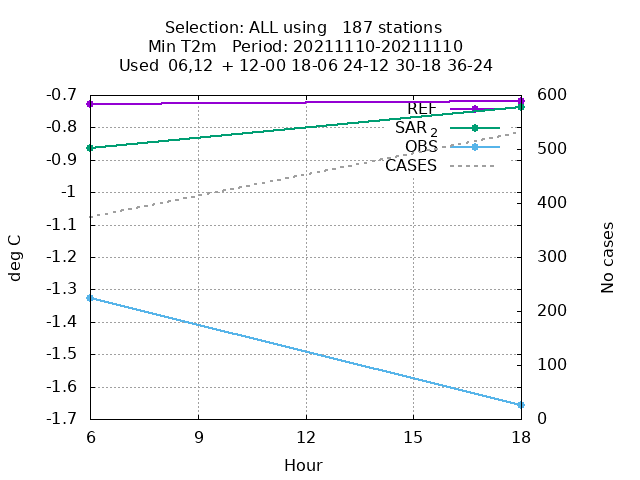 Selection: ALL using   187 stations
Min T2m   Period: 20211110-20211110
Used  06,12  + 12-00 18-06 24-12 30-18 36-24
-0.7
-0.8
-0.9
-1
-1.1
-1.2
-1.3
-1.4
-1.5
-1.6
-1.7
deg C
REF
SAR 2
OBS
CASES
600
500
400
300
200
100
0
No cases
6
9
12
15
18
Hour